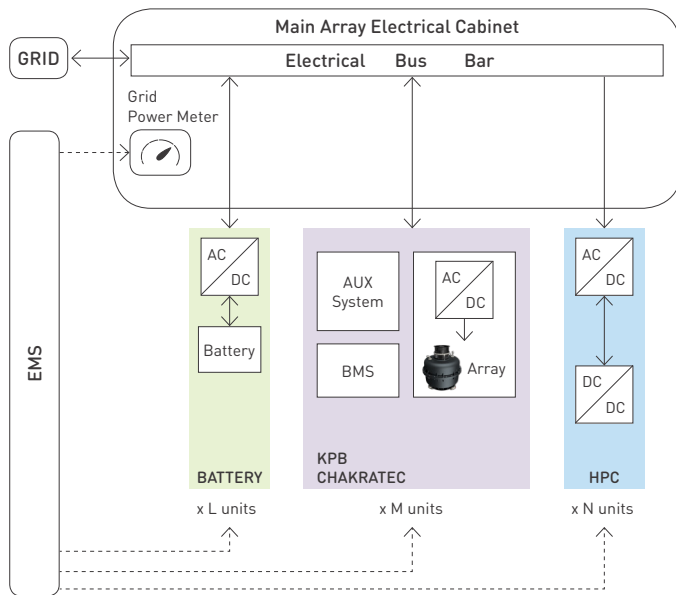 Main Array Electrical Cabinet
GRID
Electrical Bus Bar
Grid
Power Meter
EMS
AC
DC
Battery
BATTERY
x L units
AUX
System
BMS
AC
DC
Array
KPB
CHAKRATEC
x M units
AC
DC
DC
DC
HPC
x N units